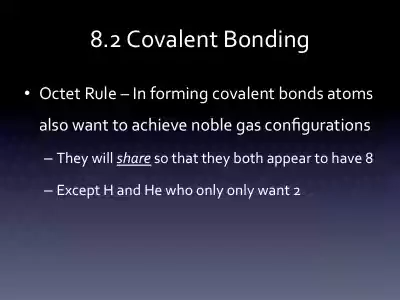 8.2 Covalent Bonding
• Octet Rule – In forming covalent bonds atoms
also want to achieve noble gas configurations
– They will share so that they both appear to have 8
– Except H and He who only only want 2